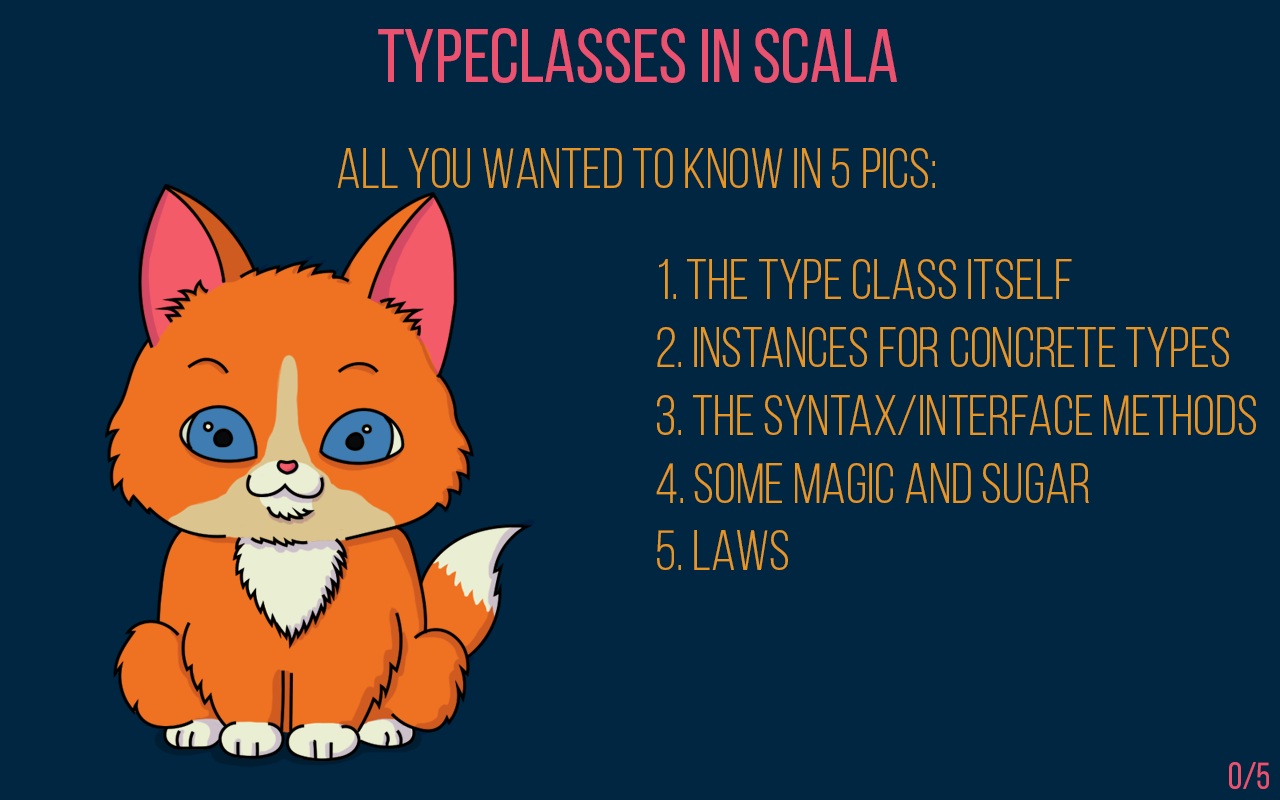 TYPECLASSES IN SCALA
ALL YOU WANTED TO KNOW IN 5 PICS:
1. THE TYPE CLASS ITSELF
2. INSTANCES FOR CONCRETE TYPES
3. THE SYNTAX/INTERFACE METHODS
4. SOME MAGIC AND SUGAR
5. LAWS
0/5